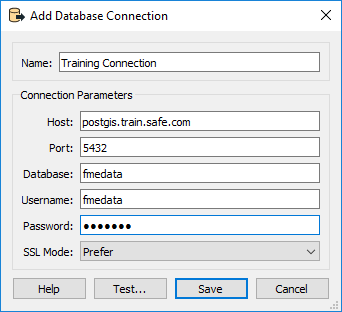 Add Database Connection
Name: Training Connection
Connection Parameters
Host: postgis.train.safe.com
Port: 5432
Database: fmedata
Username: fmedata
Password: ●●●●●●●
SSL Mode: Prefer
Help Test... Save Cancel